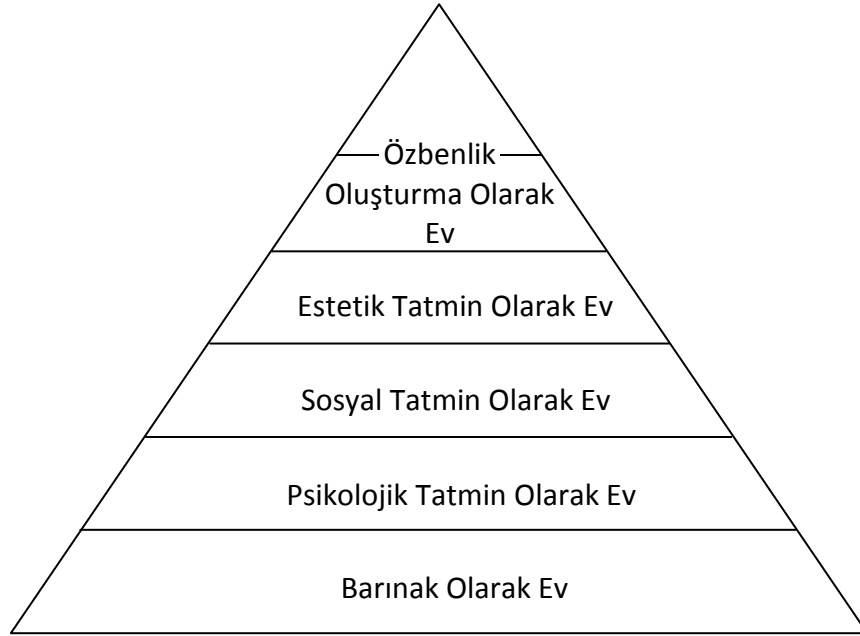 Özbenlik
Oluşturma Olarak
Ev
Estetik Tatmin Olarak Ev
Sosyal Tatmin Olarak Ev
Psikolojik Tatmin Olarak Ev
Barınak Olarak Ev